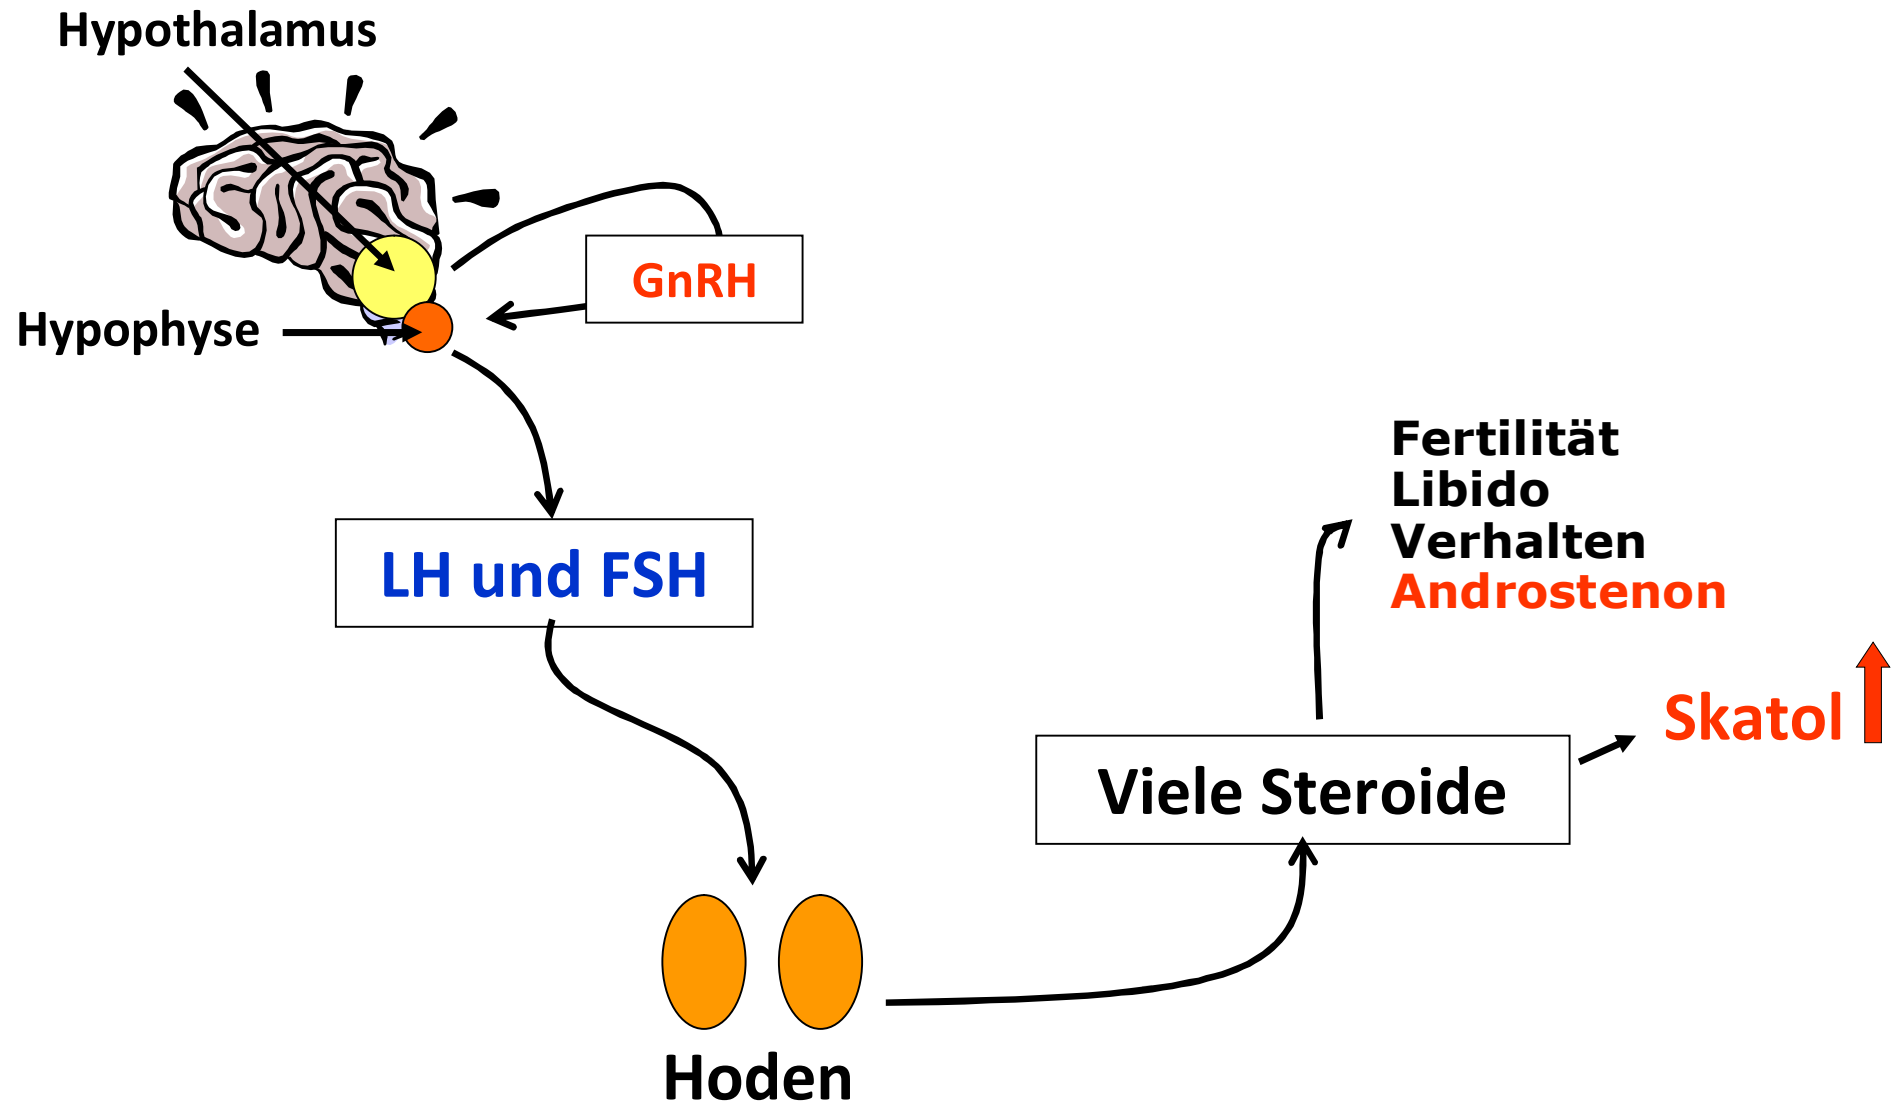 Hypothalamus
GnRH
Hypophyse
LH und FSH
Hoden
Viele Steroide
Fertilität
Libido
Verhalten
Androstenon
Skatol